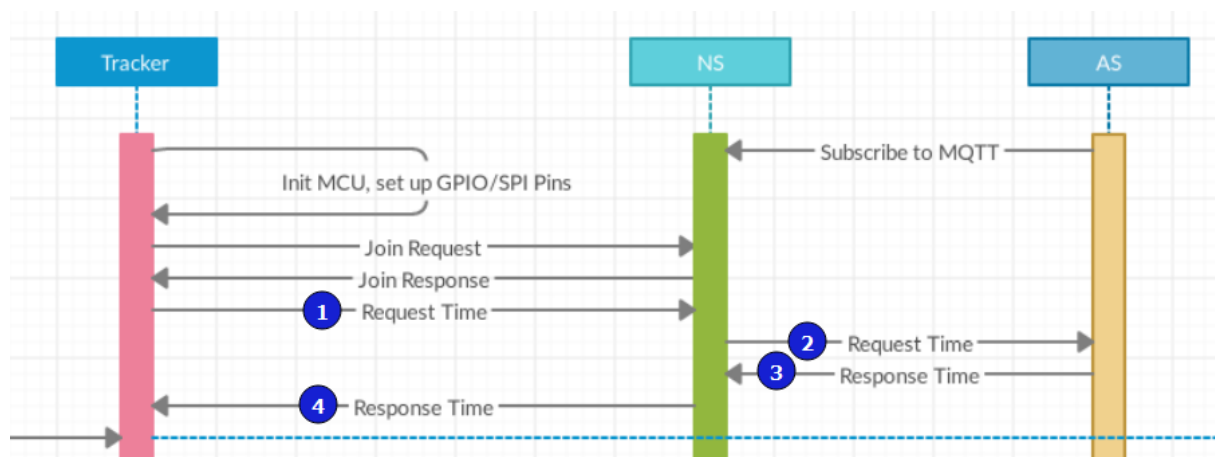 Tracker
NS
AS
Subscribe to MQTT
Init MCU, set up GPIO/SPI Pins
Join Request
Join Response
1 Request Time
2 Request Time
3 Response Time
4 Response Time